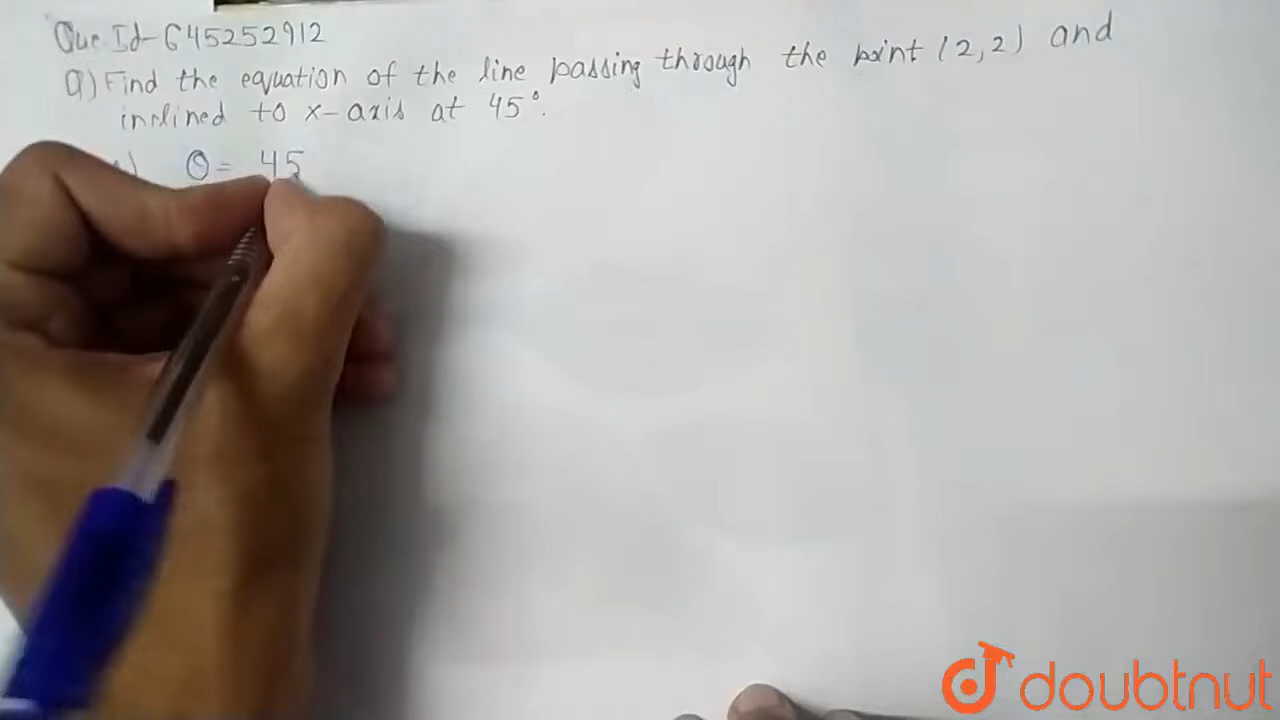 Que Id-645252912
Q) Find the equation of the line passing through the point (2,2) and
inclined to x-axis at 45°.
θ = 45
doubtnut